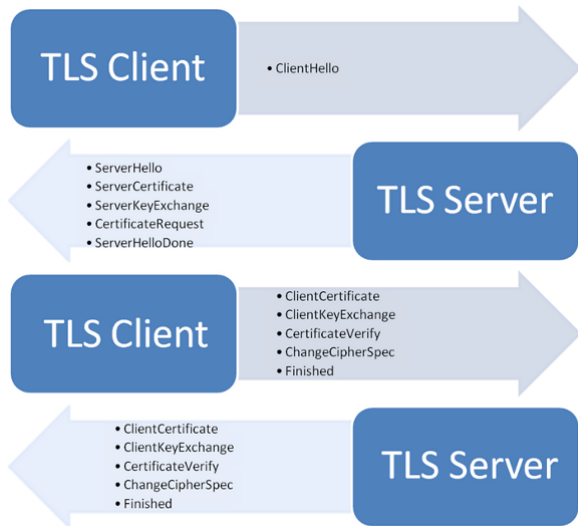 TLS Client
• ClientHello
• ServerHello
• ServerCertificate
• ServerKeyExchange
• CertificateRequest
• ServerHelloDone
TLS Server
TLS Client
• ClientCertificate
• ClientKeyExchange
• CertificateVerify
• ChangeCipherSpec
• Finished
• ClientCertificate
• ClientKeyExchange
• CertificateVerify
• ChangeCipherSpec
• Finished
TLS Server